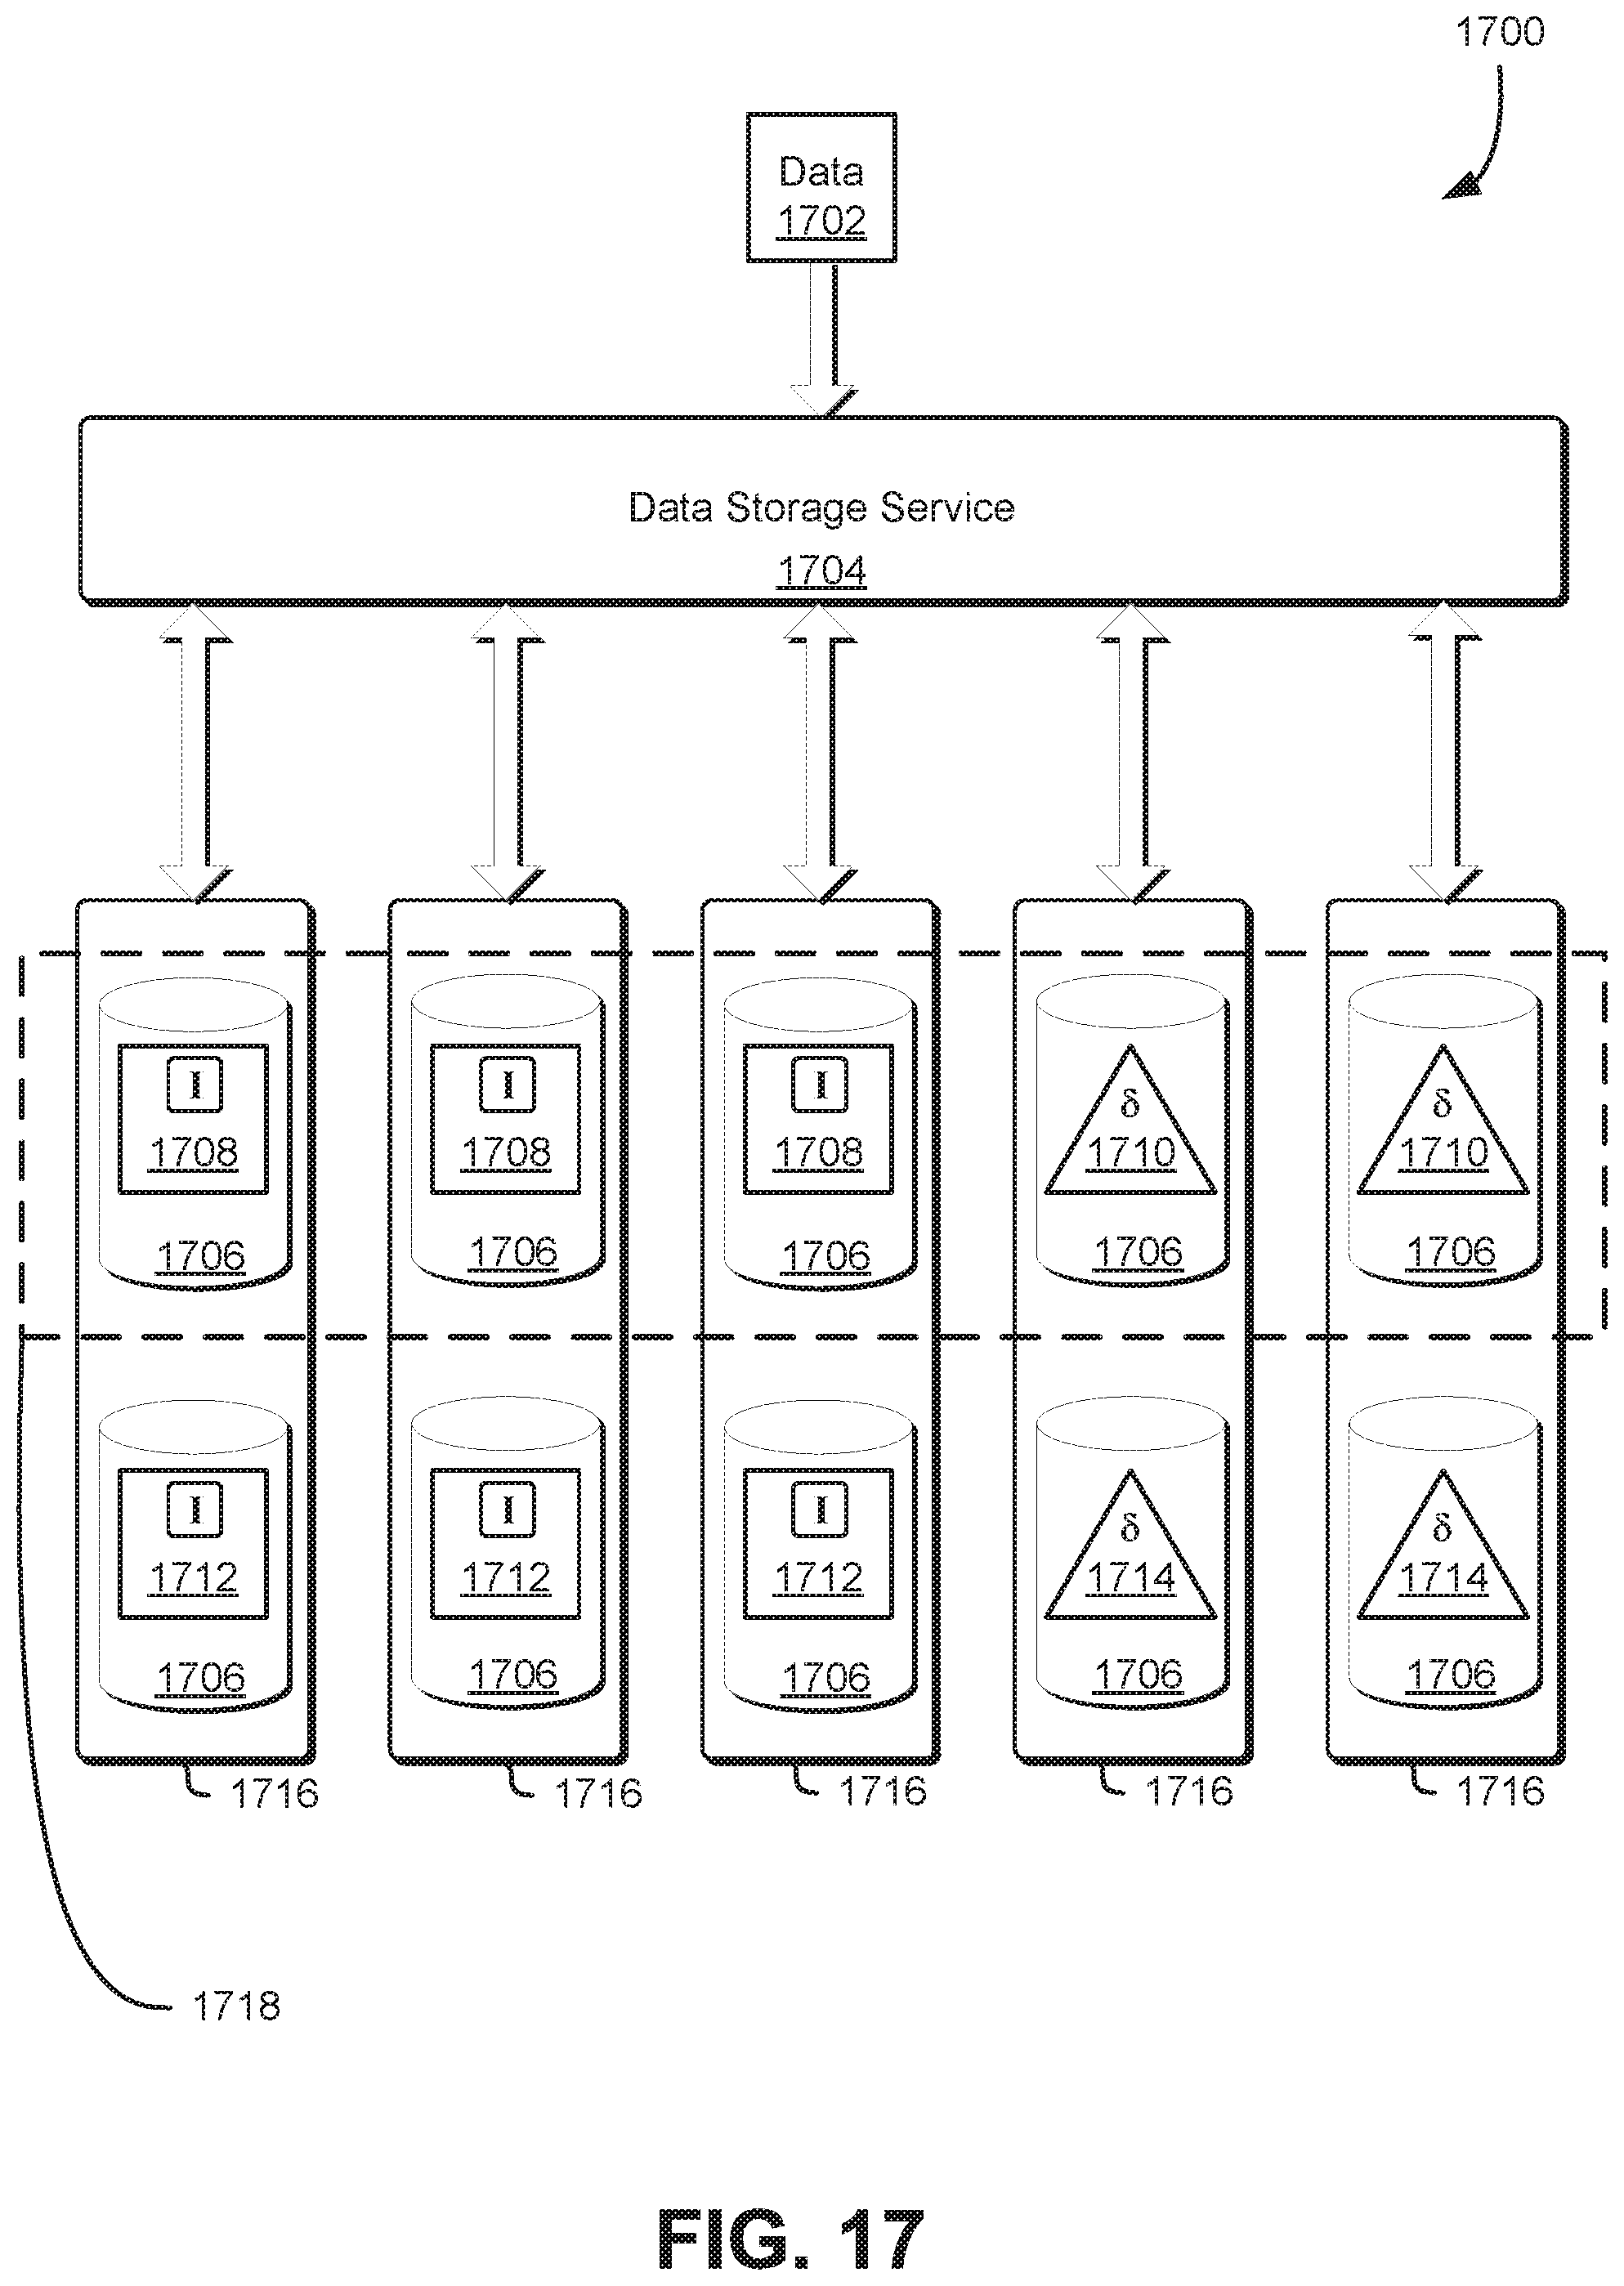 1700
Data
1702
Data Storage Service
1704
I I I δ δ
1708 1708 1708 1710 1710
1706 1706 1706 1706 1706
I I I δ δ
1712 1712 1712 1714 1714
1706 1706 1706 1706 1706
1716 1716 1716 1716 1716
1718
FIG. 17